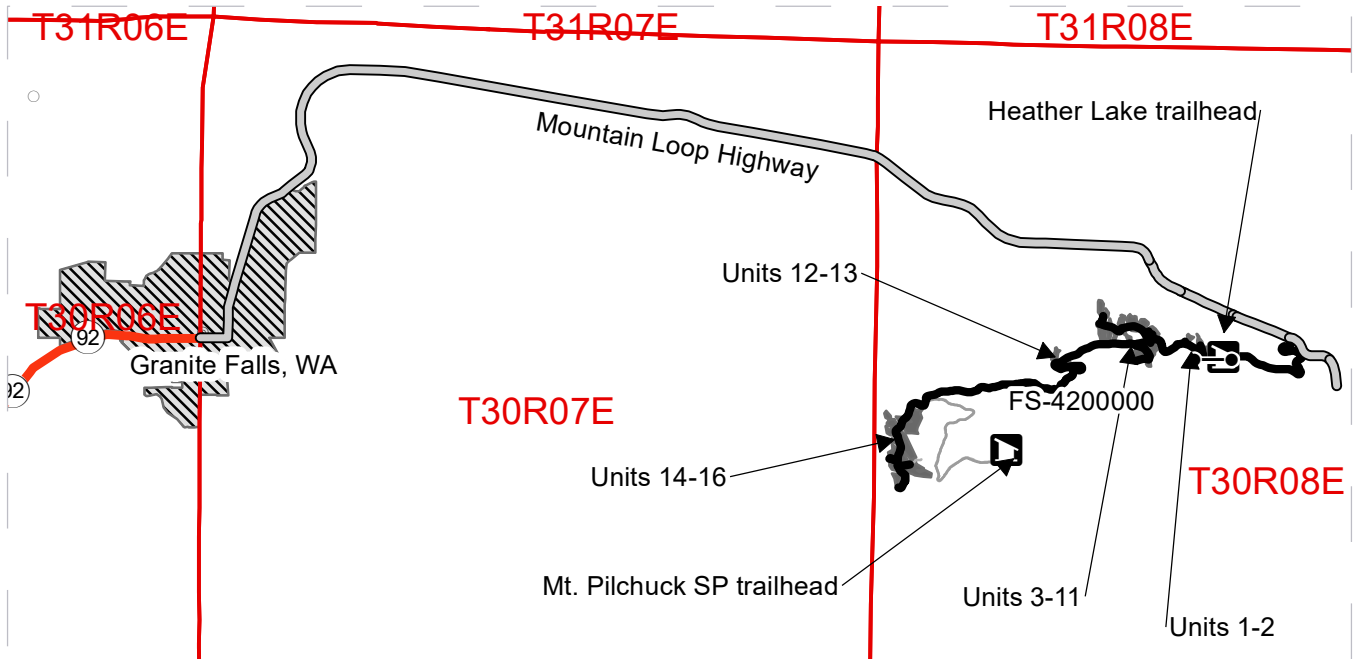 T31R06E
T31R07E
T31R08E
Heather Lake trailhead
Mountain Loop Highway
Units 12-13
T30R06E
92
Granite Falls, WA
92
FS-4200000
T30R07E
Units 14-16
T30R08E
Mt. Pilchuck SP trailhead
Units 3-11
Units 1-2